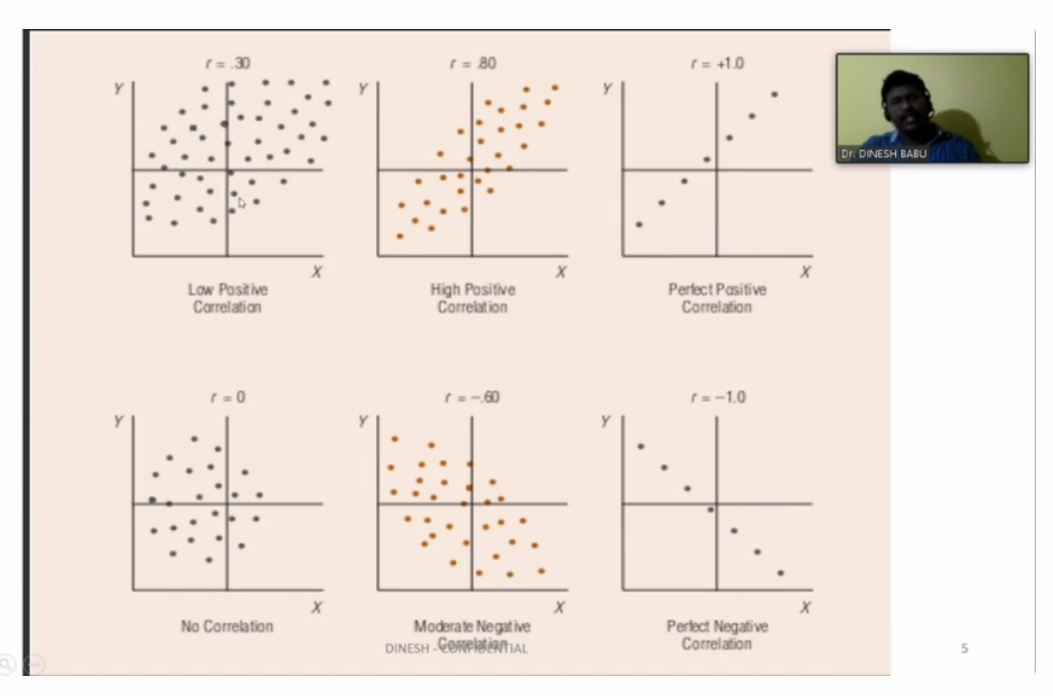 r = .30
r = .80
r = +1.0
Y
Y
Y
X
X
X
Low Positive
Correlation
High Positive
Correlation
Perfect Positive
Correlation
Dr. DINESH BABU
r = 0
r = −.60
r = −1.0
Y
Y
Y
X
X
X
No Correlation
Moderate Negative
Correlation
Perfect Negative
Correlation
DINESH - CONFIDENTIAL
5